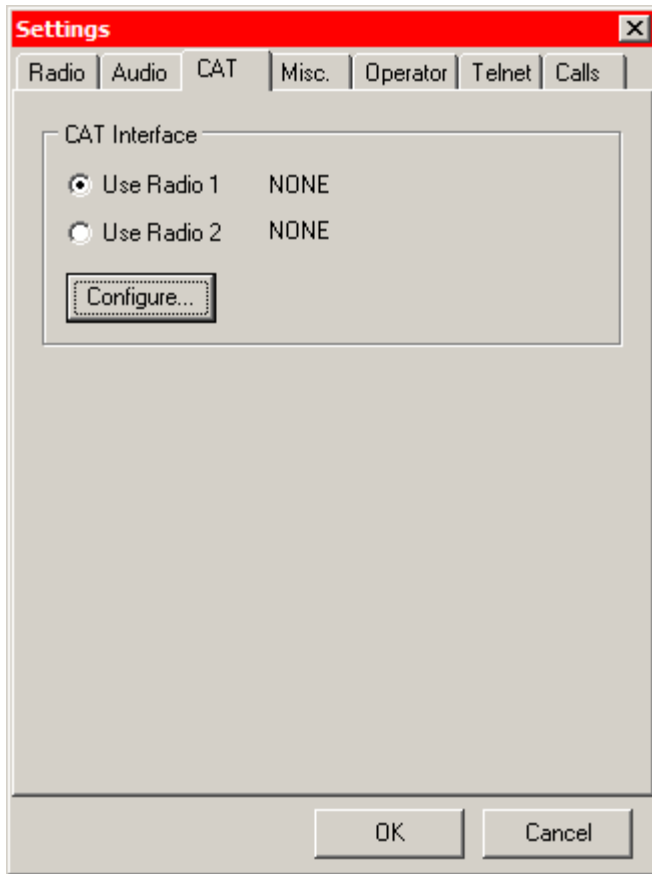 Settings
Radio Audio CAT Misc. Operator Telnet Calls
CAT Interface
Use Radio 1 NONE
Use Radio 2 NONE
Configure...
OK Cancel